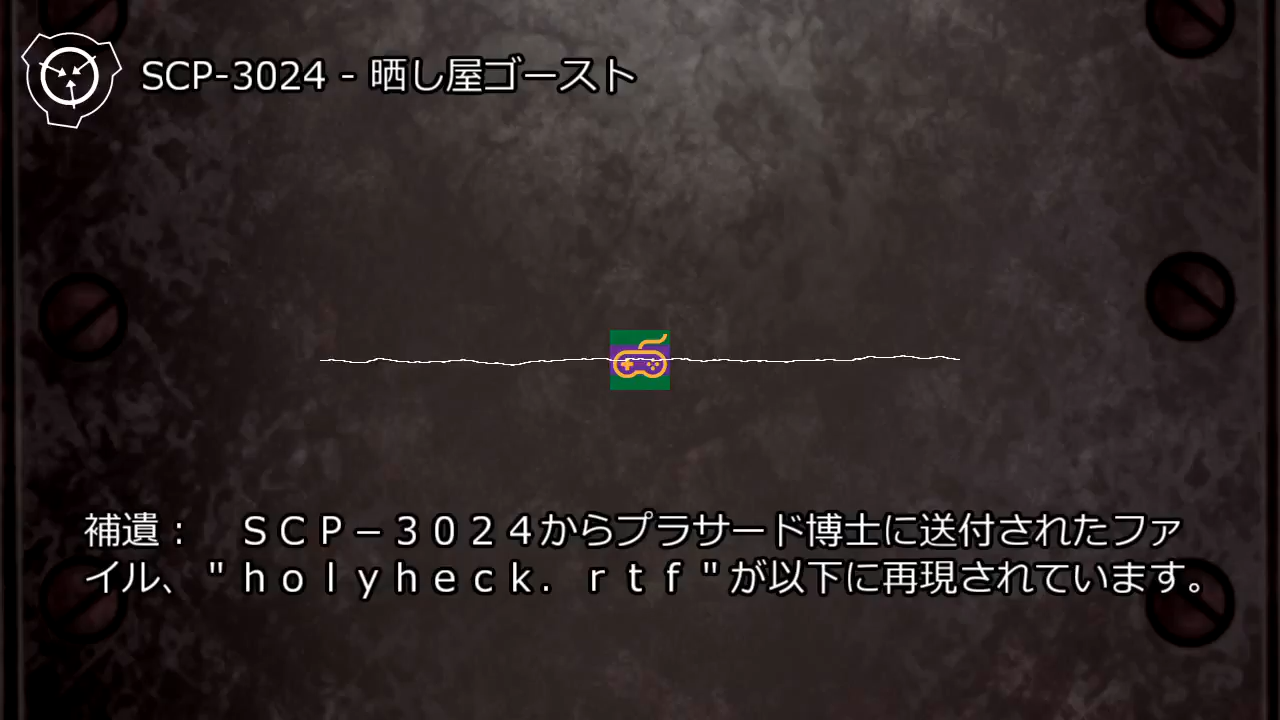 SCP-3024 - 晒し屋ゴースト
補遺：　ＳＣＰ－３０２４からプラサード博士に送付されたファ
イル、"ｈｏｌｙｈｅｃｋ．ｒｔｆ"が以下に再現されています。